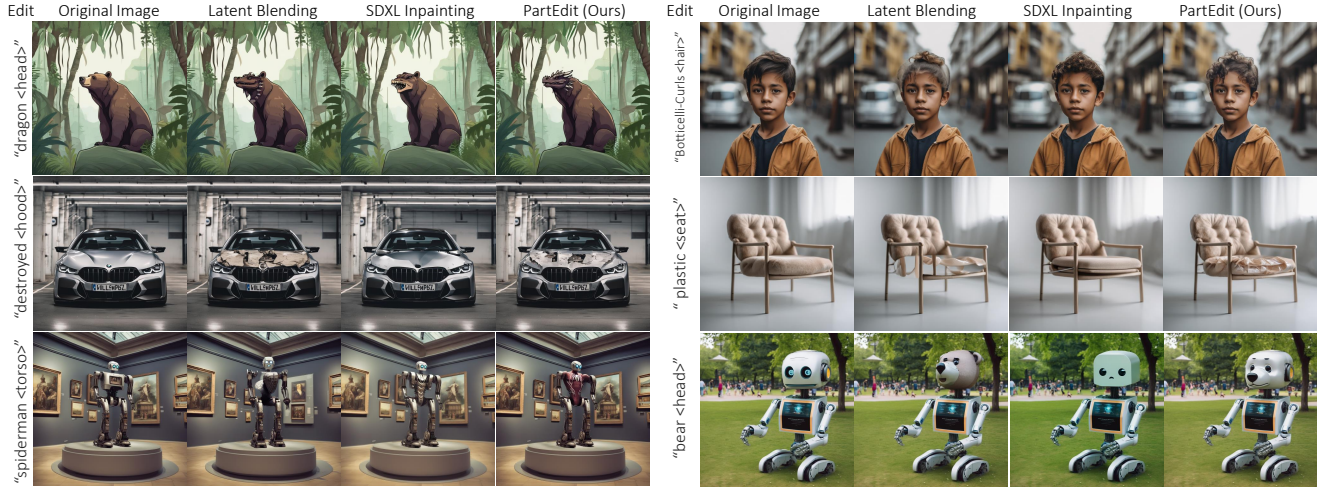 Edit Original Image Latent Blending SDXL Inpainting PartEdit (Ours)
“dragon <head>”
“destroyed <hood>”
“spiderman <torso>”
Edit Original Image Latent Blending SDXL Inpainting PartEdit (Ours)
“Botticelli-Curls <hair>”
“ plastic <seat>”
“bear <head>”